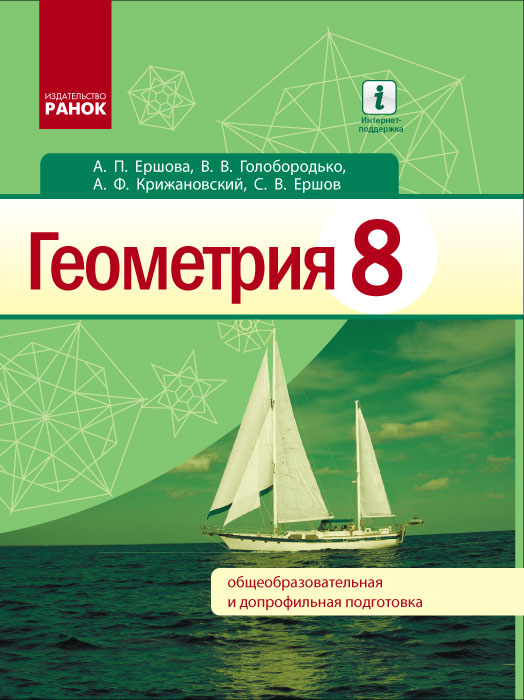 ИЗДАТЕЛЬСТВО
РАНОК
i
Интернет-
поддержка
А. П. Ершова, В. В. Голобородько,
А. Ф. Крижановский, С. В. Ершов
Геометрия 8
общеобразовательная
и допрофильная подготовка